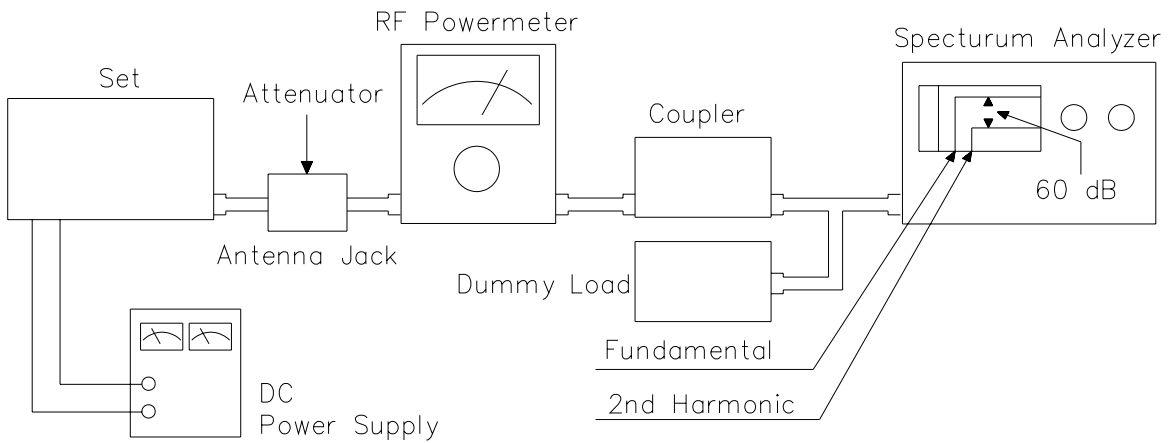 RF Powermeter
Specturum Analyzer
Set
Attenuator
Coupler
60 dB
Antenna Jack
Dummy Load
Fundamental
2nd Harmonic
DC
Power Supply